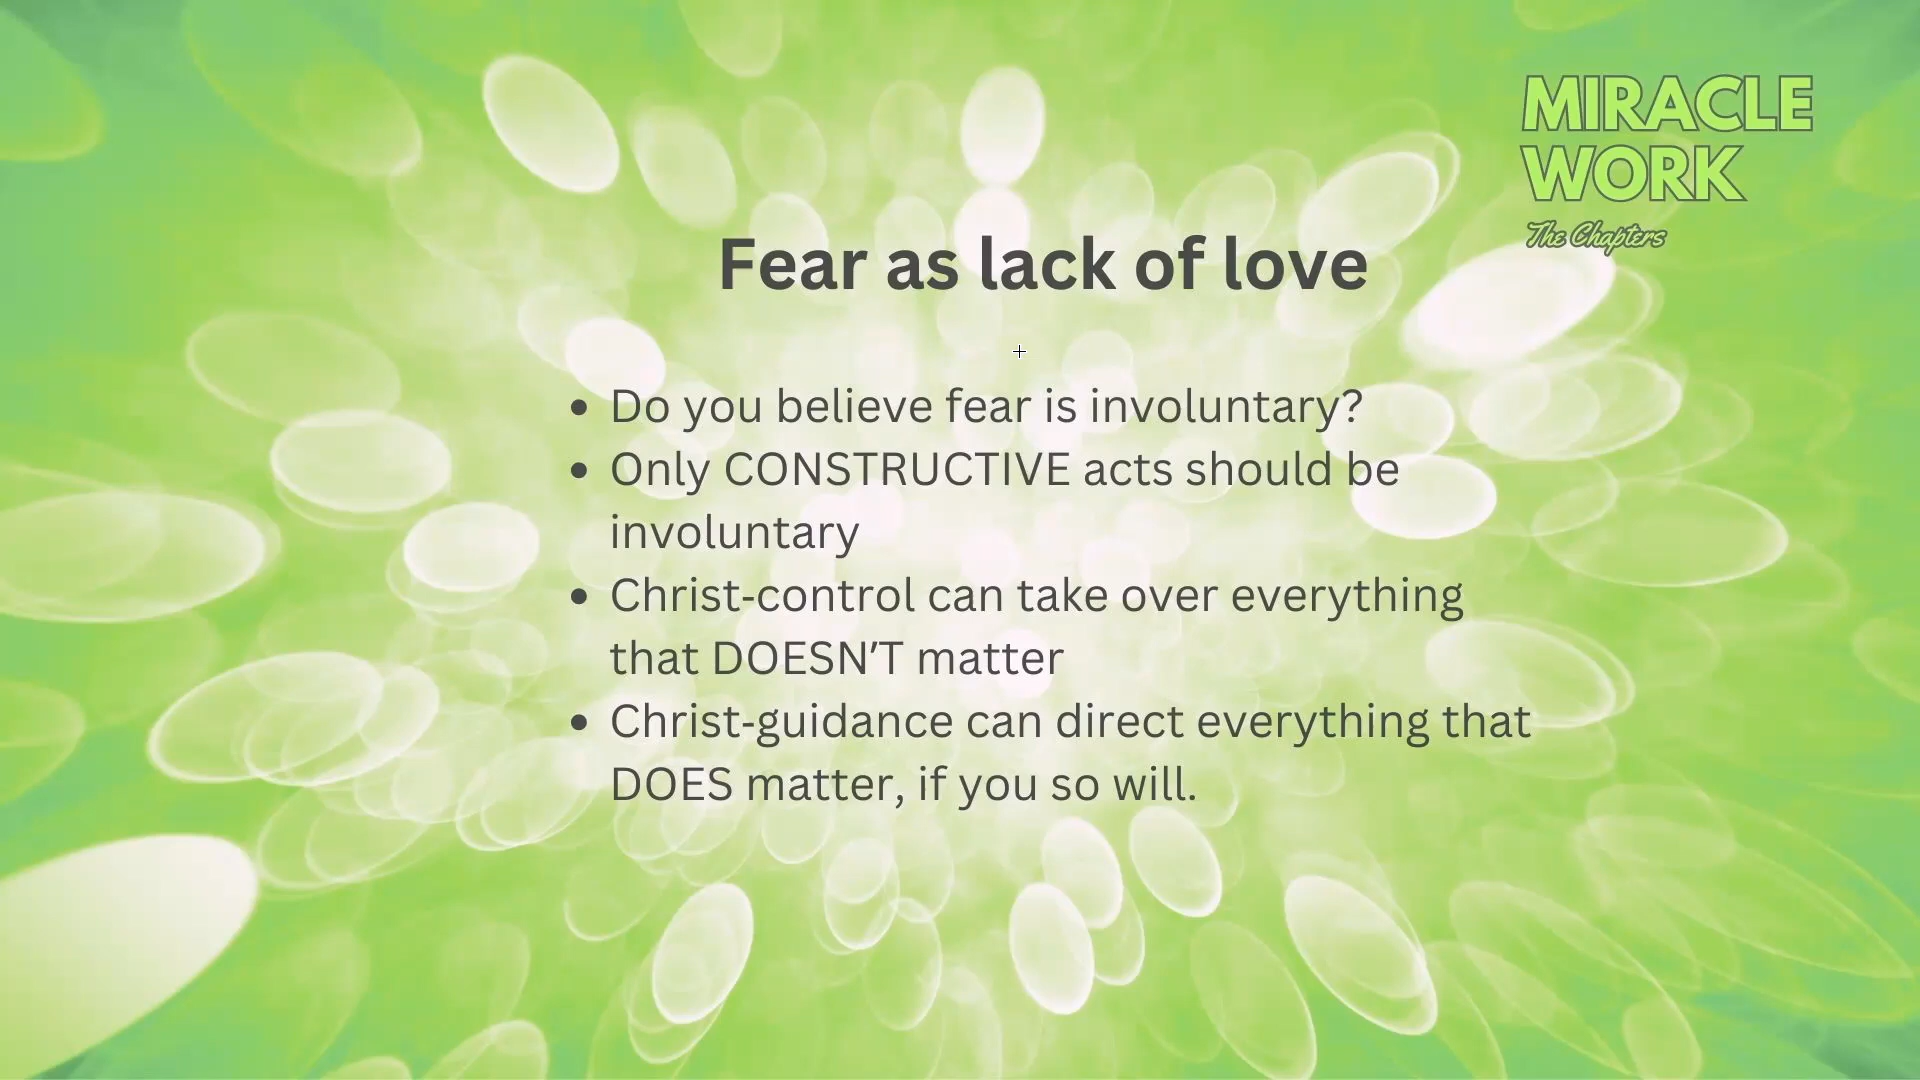 MIRACLE
WORK
The Chapters
Fear as lack of love
• Do you believe fear is involuntary?
• Only CONSTRUCTIVE acts should be
involuntary
• Christ-control can take over everything
that DOESN'T matter
• Christ-guidance can direct everything that
DOES matter, if you so will.